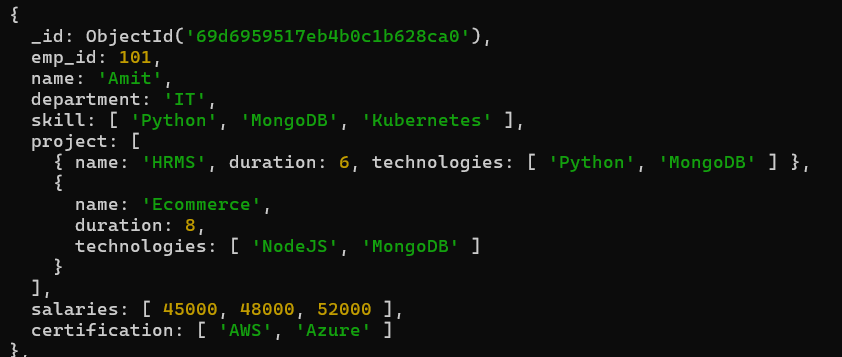 {
  _id: ObjectId('69d6959517eb4b0c1b628ca0'),
  emp_id: 101,
  name: 'Amit',
  department: 'IT',
  skill: [ 'Python', 'MongoDB', 'Kubernetes' ],
  project: [
    { name: 'HRMS', duration: 6, technologies: [ 'Python', 'MongoDB' ] },
    {
      name: 'Ecommerce',
      duration: 8,
      technologies: [ 'NodeJS', 'MongoDB' ]
    }
  ],
  salaries: [ 45000, 48000, 52000 ],
  certification: [ 'AWS', 'Azure' ]
},